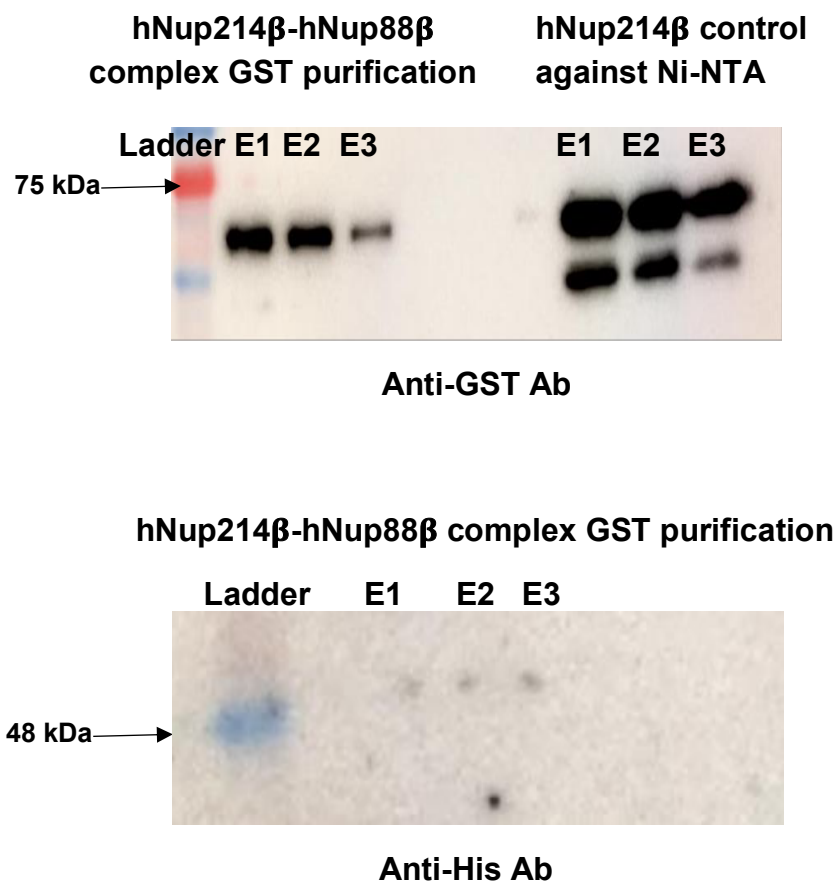 hNup214β-hNup88β
complex GST purification
hNup214β control
against Ni-NTA
Ladder E1 E2 E3
E1 E2 E3
75 kDa
Anti-GST Ab
hNup214β-hNup88β complex GST purification
Ladder E1 E2 E3
48 kDa
Anti-His Ab